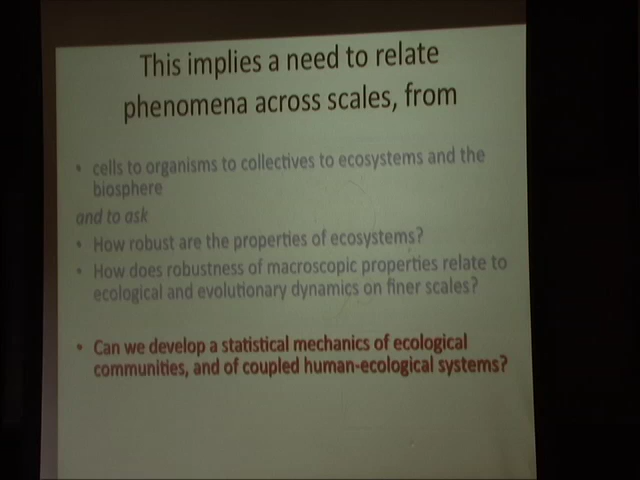 This implies a need to relate
phenomena across scales, from
• cells to organisms to collectives to ecosystems and the
biosphere
and to ask
• How robust are the properties of ecosystems?
• How does robustness of macroscopic properties relate to
ecological and evolutionary dynamics on finer scales?
• Can we develop a statistical mechanics of ecological
communities, and of coupled human-ecological systems?